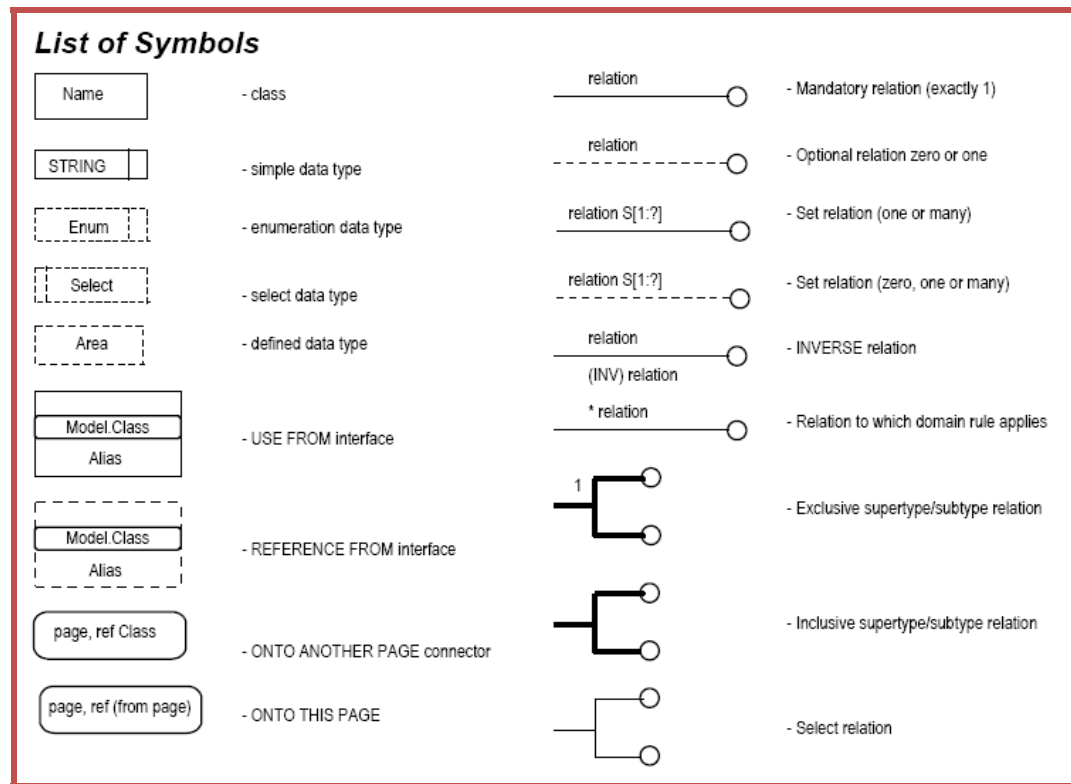 List of Symbols
Name
- class
STRING
- simple data type
Enum
- enumeration data type
Select
- select data type
Area
- defined data type
Model.Class
Alias
- USE FROM interface
Model.Class
Alias
- REFERENCE FROM interface
page, ref Class
- ONTO ANOTHER PAGE connector
page, ref (from page)
- ONTO THIS PAGE
relation
- Mandatory relation (exactly 1)
relation
- Optional relation zero or one
relation S[1:?]
- Set relation (one or many)
relation S[1:?]
- Set relation (zero, one or many)
relation
(INV) relation
- INVERSE relation
* relation
- Relation to which domain rule applies
1
- Exclusive supertype/subtype relation
- Inclusive supertype/subtype relation
- Select relation